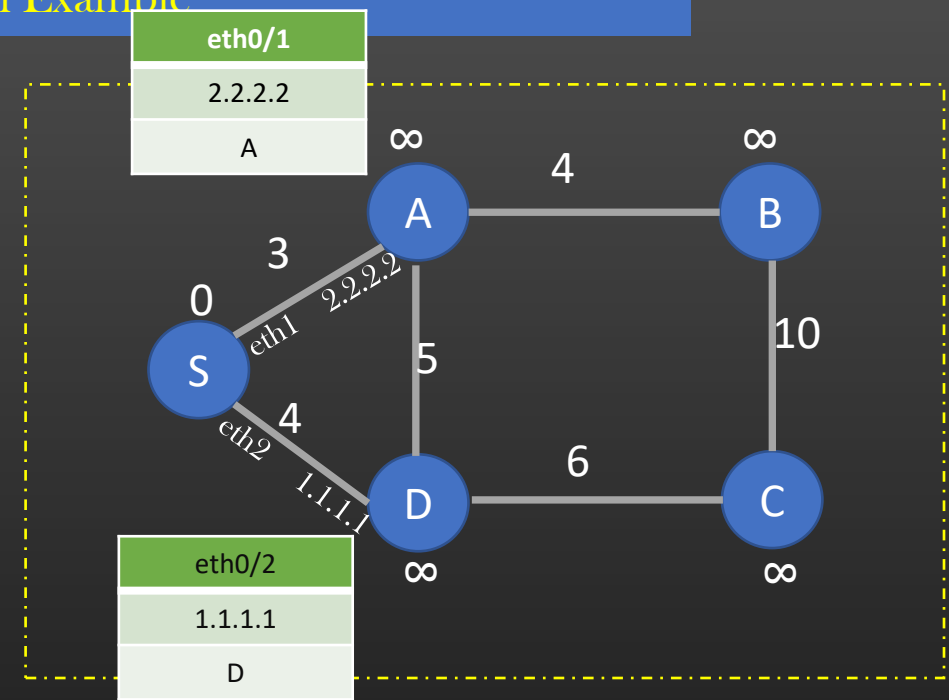 Example
eth0/1
2.2.2.2
A
∞
∞
4
A
B
3
2.2.2.2
0
eth1
10
5
S
4
eth2
6
1.1.1.1
D
C
∞
∞
eth0/2
1.1.1.1
D